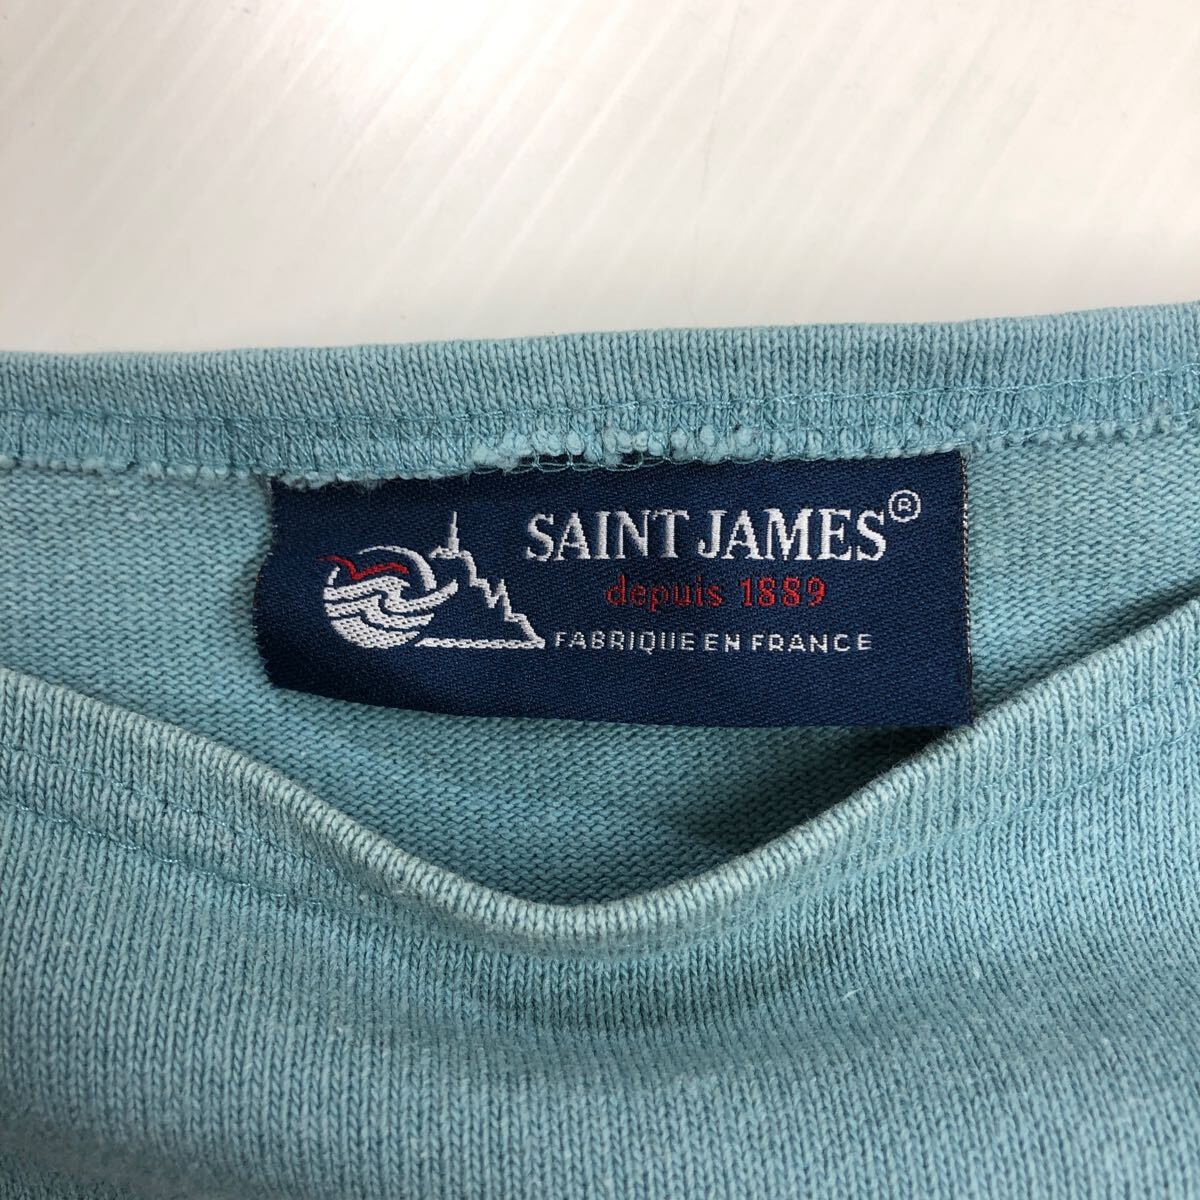 SAINT JAMES®
depuis 1889
FABRIQUE EN FRANCE